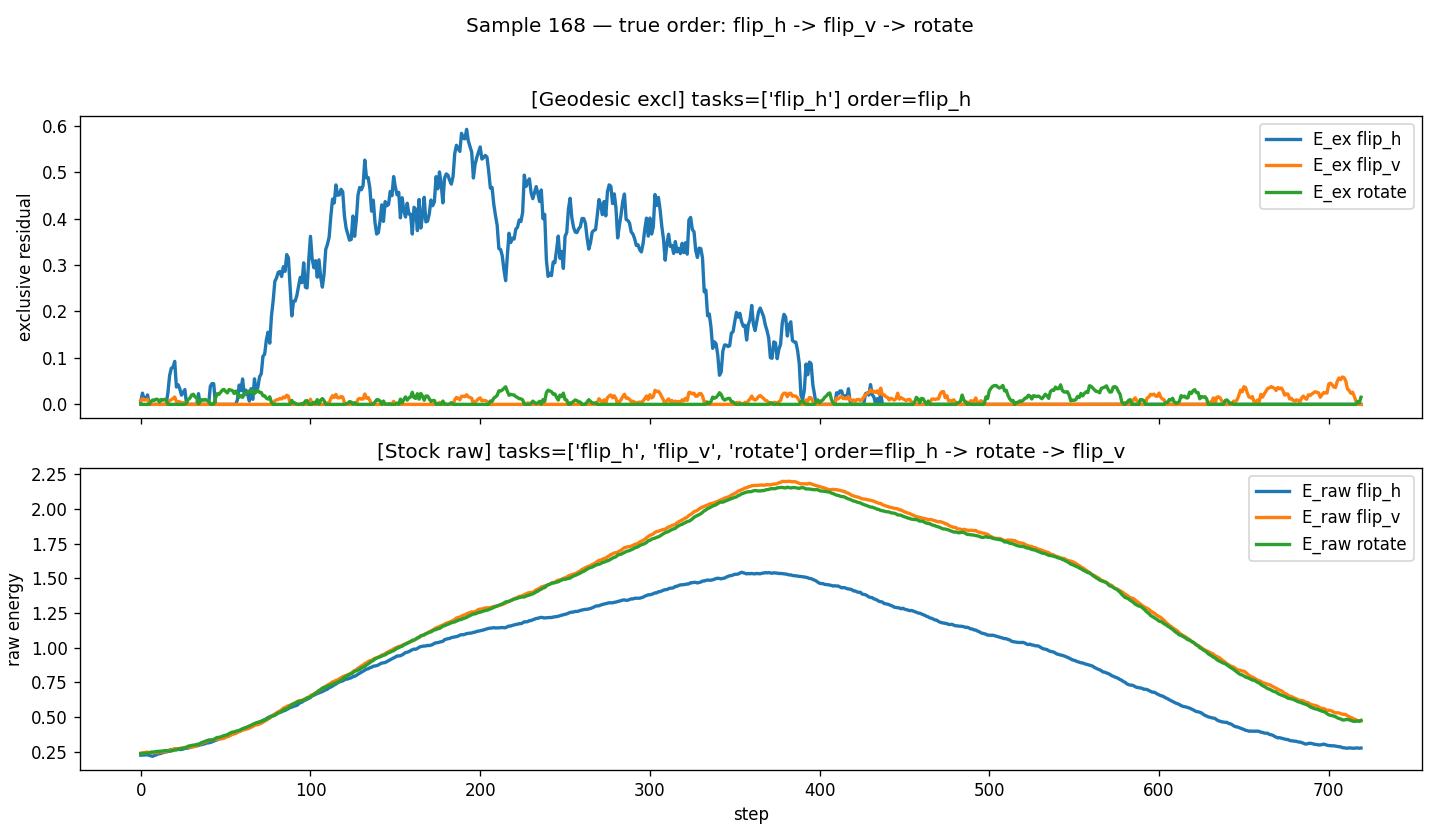 Sample 168 — true order: flip_h -> flip_v -> rotate
[Geodesic excl] tasks=['flip_h'] order=flip_h
exclusive residual
0.6
0.5
0.4
0.3
0.2
0.1
0.0
E_ex flip_h
E_ex flip_v
E_ex rotate
[Stock raw] tasks=['flip_h', 'flip_v', 'rotate'] order=flip_h -> rotate -> flip_v
raw energy
2.25
2.00
1.75
1.50
1.25
1.00
0.75
0.50
0.25
E_raw flip_h
E_raw flip_v
E_raw rotate
0 100 200 300 400 500 600 700
step